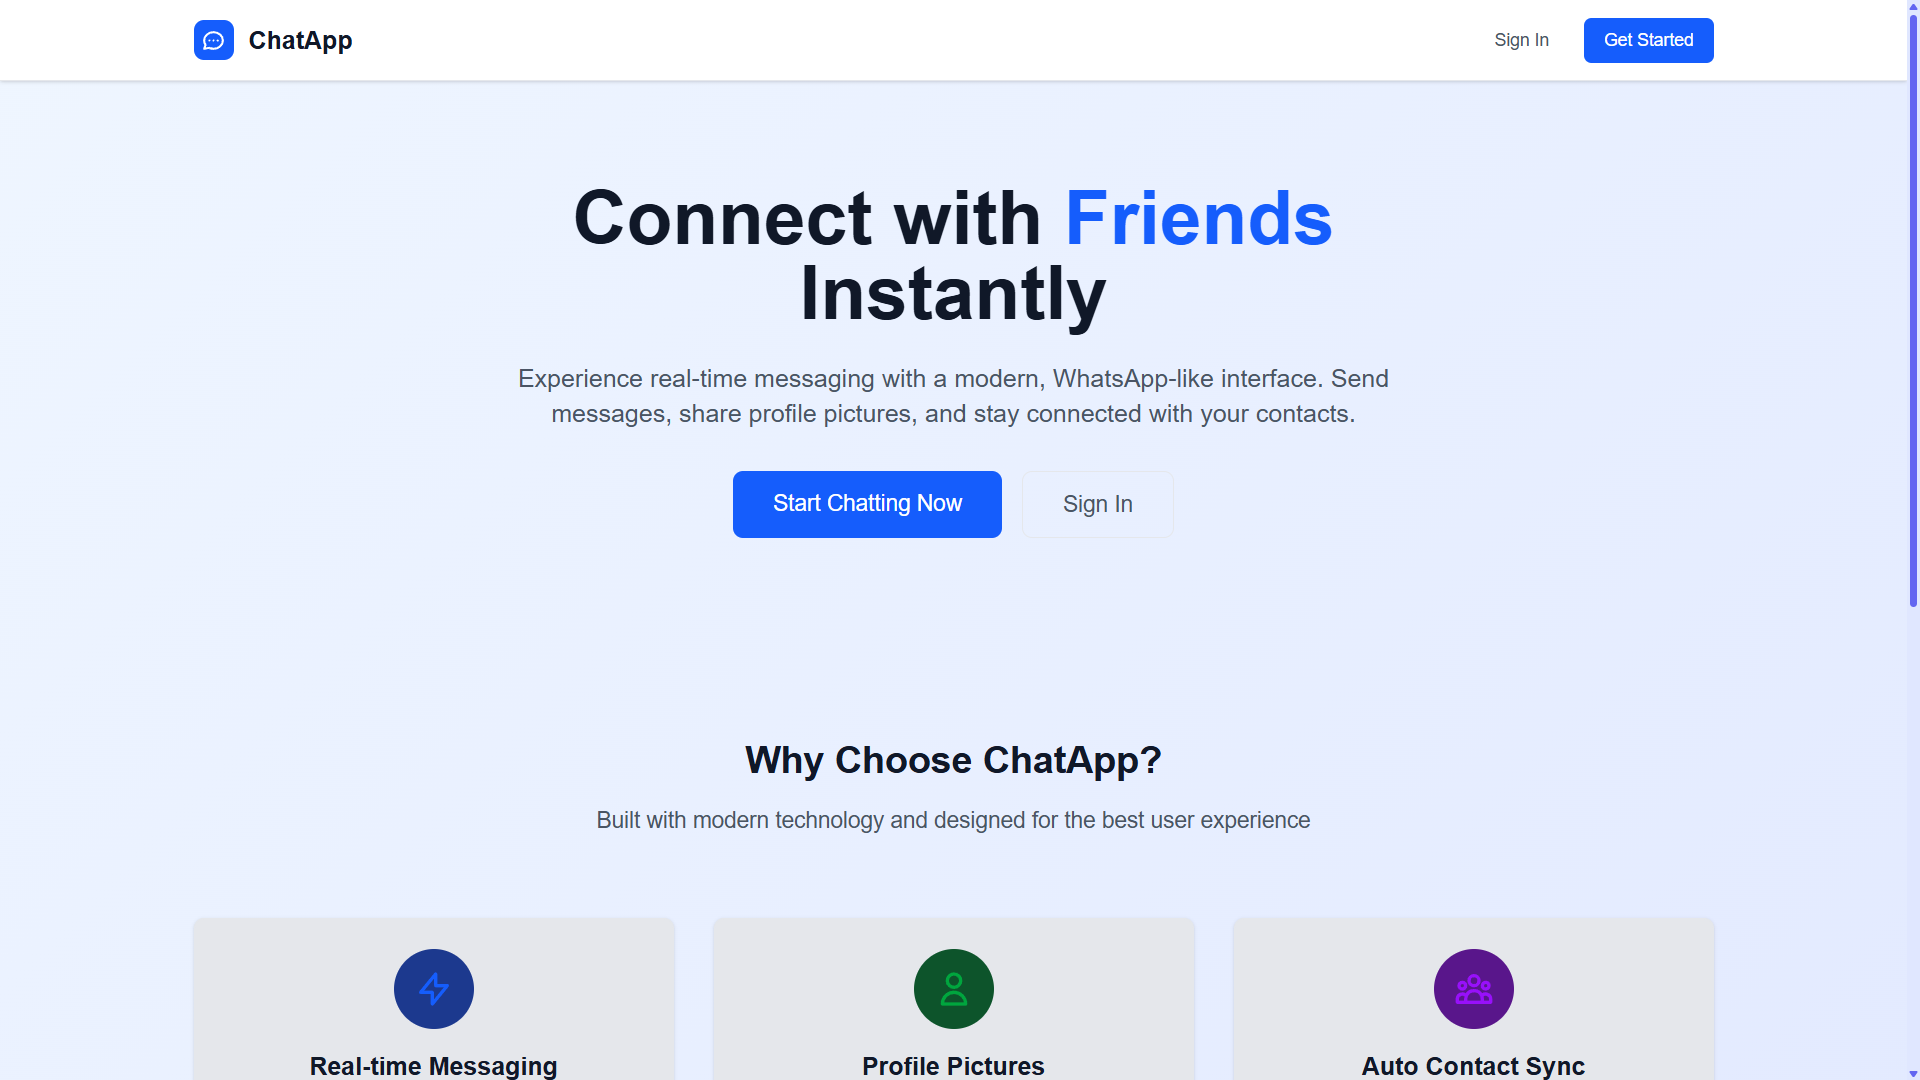 ChatApp
Sign In
Get Started
Connect with Friends
Instantly
Experience real-time messaging with a modern, WhatsApp-like interface. Send
messages, share profile pictures, and stay connected with your contacts.
Start Chatting Now
Sign In
Why Choose ChatApp?
Built with modern technology and designed for the best user experience
Real-time Messaging
Profile Pictures
Auto Contact Sync